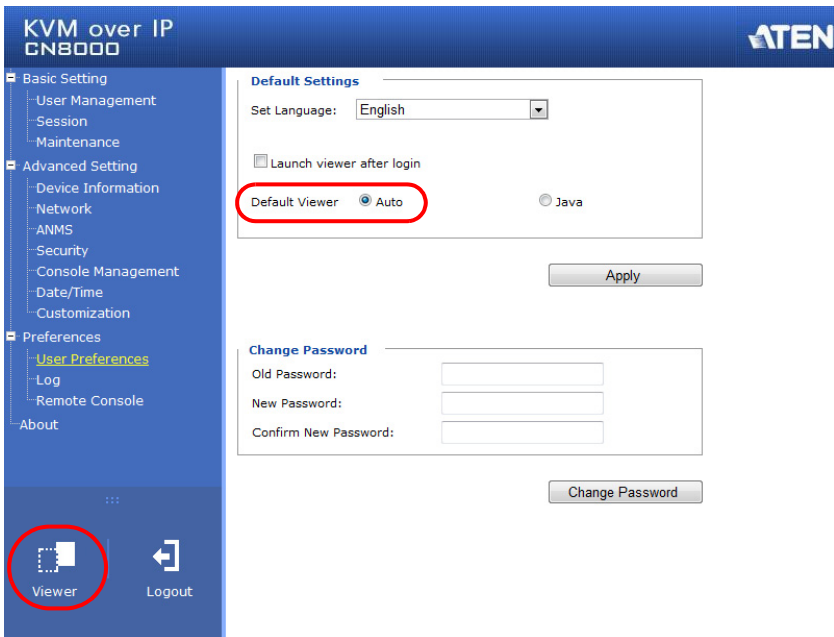 KVM over IP
CN8000
ATEN
Basic Setting
User Management
Session
Maintenance
Advanced Setting
Device Information
Network
ANMS
Security
Console Management
Date/Time
Customization
Preferences
User Preferences
Log
Remote Console
About
Viewer
Logout
Default Settings
Set Language: English
Launch viewer after login
Default Viewer Auto Java
Apply
Change Password
Old Password:
New Password:
Confirm New Password:
Change Password